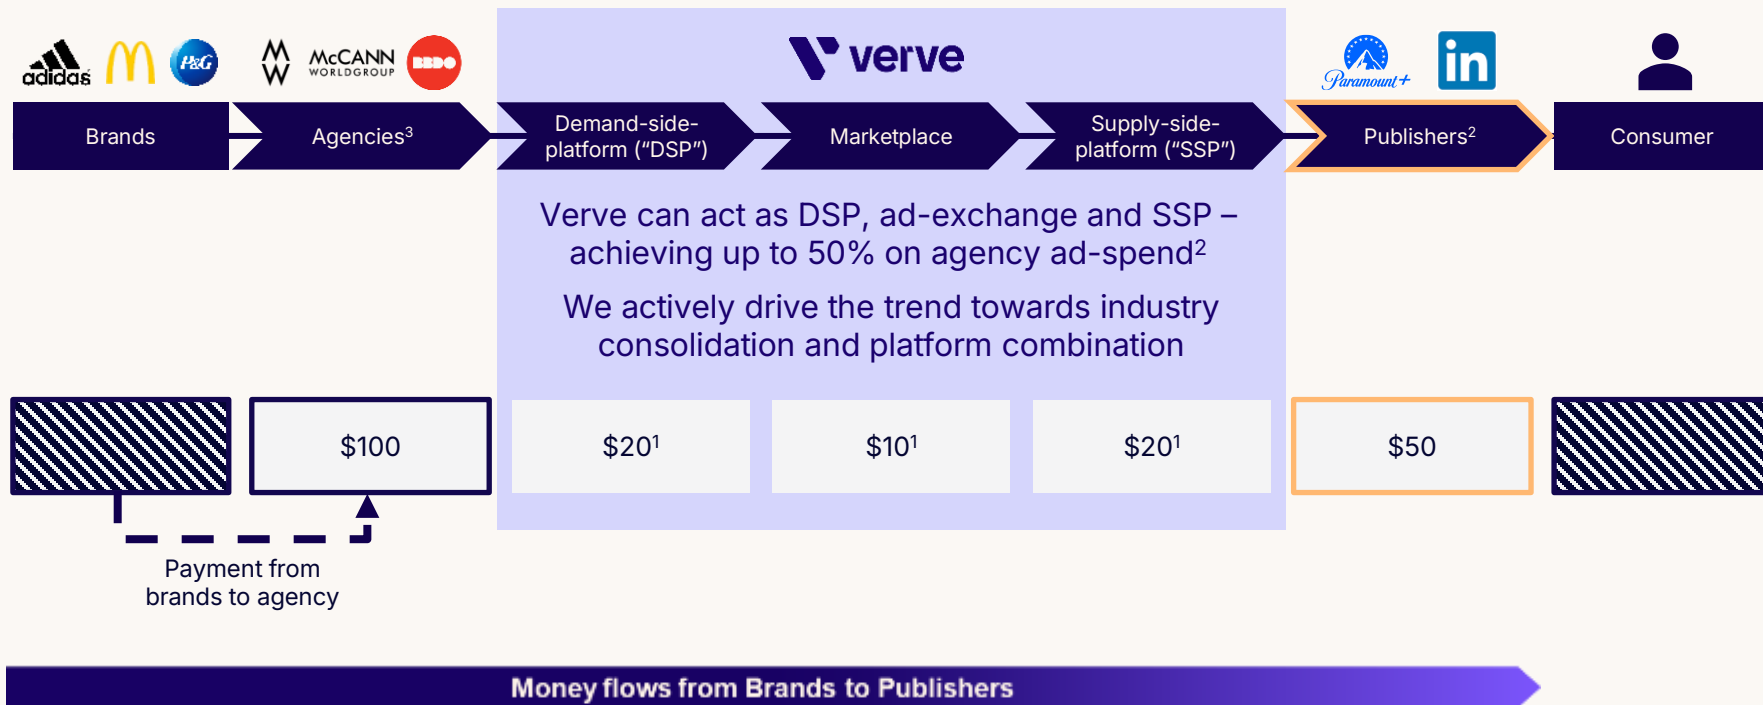 adidas
P&G
MW
McCANN
WORLDGROUP
BBDO
verve
Paramount+
in
Brands
Agencies³
Demand-side-
platform (“DSP”)
Marketplace
Supply-side-
platform (“SSP”)
Publishers²
Consumer
Verve can act as DSP, ad-exchange and SSP –
achieving up to 50% on agency ad-spend²
We actively drive the trend towards industry
consolidation and platform combination
$100
$20¹
$10¹
$20¹
$50
Payment from
brands to agency
Money flows from Brands to Publishers